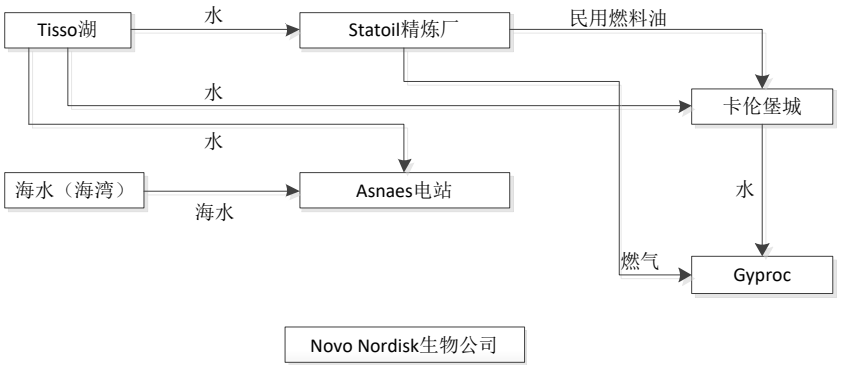 Tisso湖
水
Statoil精炼厂
民用燃料油
水
卡伦堡城
水
海水（海湾）
海水
Asnaes电站
水
燃气
Gyproc
Novo Nordisk生物公司